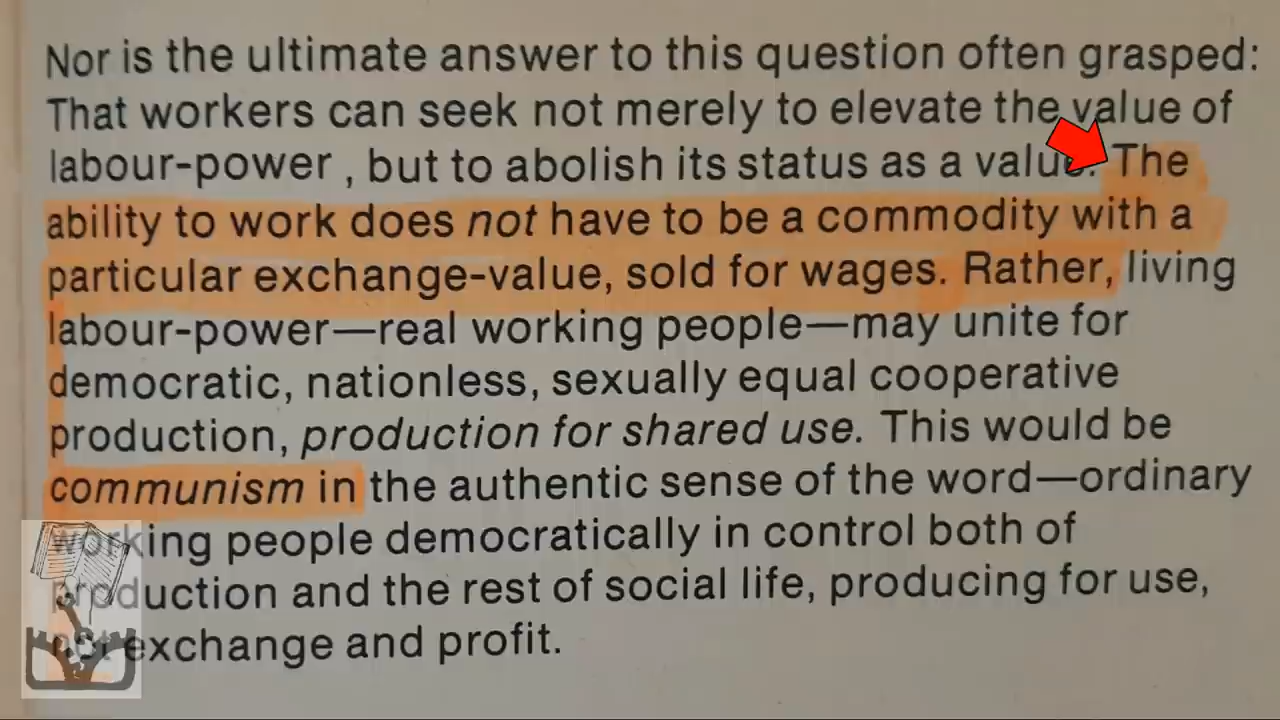 Nor is the ultimate answer to this question often grasped:
That workers can seek not merely to elevate the value of
labour-power , but to abolish its status as a value. The
ability to work does not have to be a commodity with a
particular exchange-value, sold for wages. Rather, living
labour-power—real working people—may unite for
democratic, nationless, sexually equal cooperative
production, production for shared use. This would be
communism in the authentic sense of the word—ordinary
working people democratically in control both of
production and the rest of social life, producing for use,
not exchange and profit.